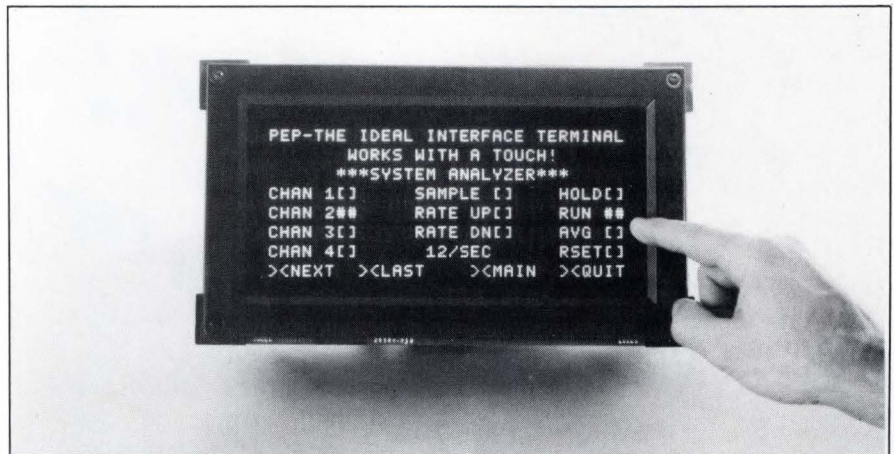 PEP-THE IDEAL INTERFACE TERMINAL
WORKS WITH A TOUCH!
***SYSTEM ANALYZER***
CHAN 1[] SAMPLE [] HOLD[]
CHAN 2## RATE UP[] RUN ##
CHAN 3[] RATE DN[] AVG []
CHAN 4[] 12/SEC RSET[]
><NEXT ><LAST ><MAIN ><QUIT